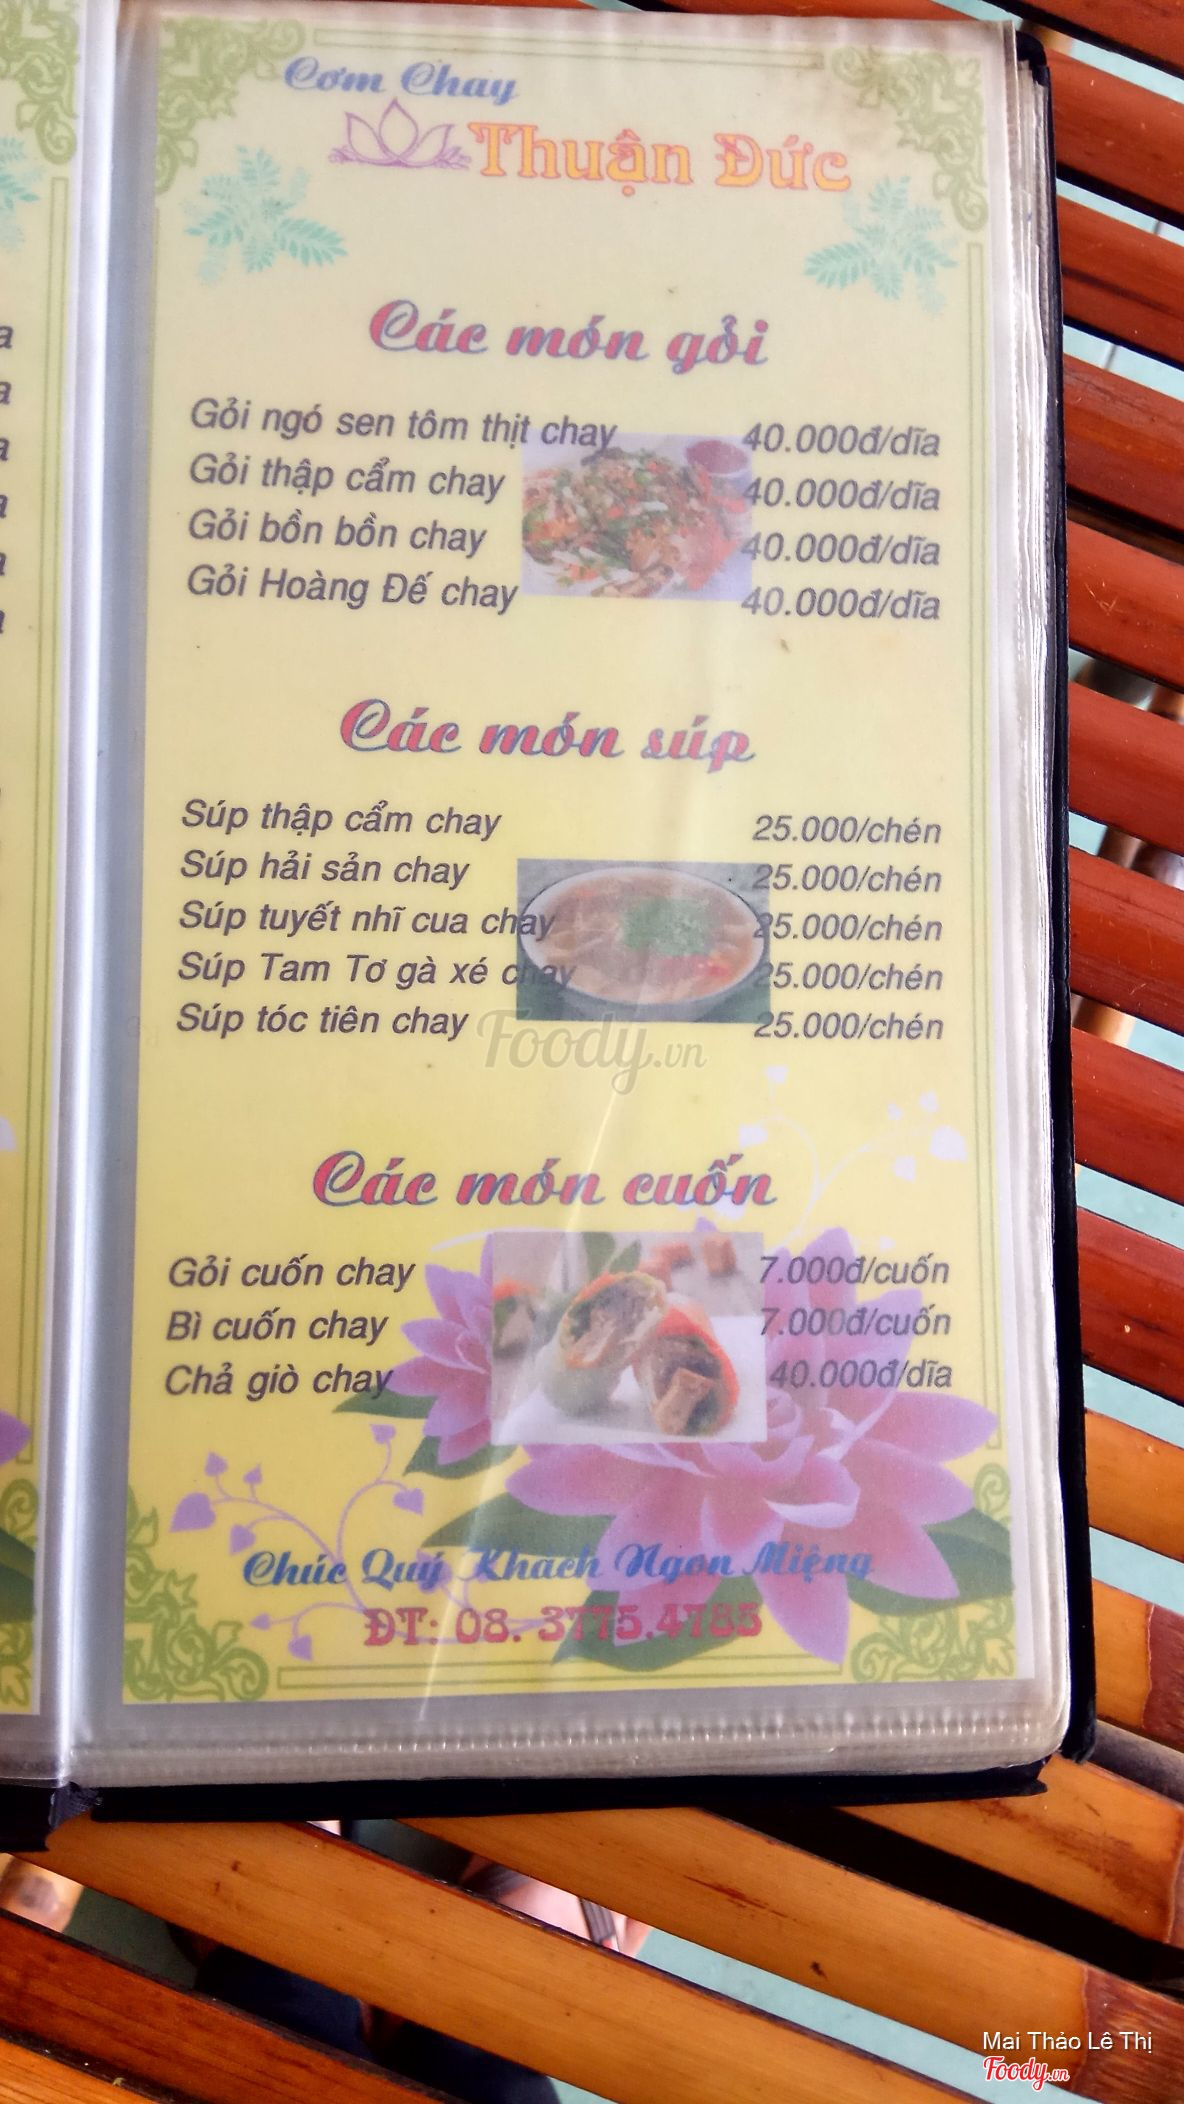 Cơm Chay
Thuận Đức
Các món gỏi
Gỏi ngó sen tôm thịt chay 40.000đ/dĩa
Gỏi thập cẩm chay 40.000đ/dĩa
Gỏi bồn bồn chay 40.000đ/dĩa
Gỏi Hoàng Đế chay 40.000đ/dĩa
Các món súp
Súp thập cẩm chay 25.000/chén
Súp hải sản chay 25.000/chén
Súp tuyết nhĩ cua chay 25.000/chén
Súp Tam Tơ gà xé chay 25.000/chén
Súp tóc tiên chay 25.000/chén
Foody.vn
Các món cuốn
Gỏi cuốn chay 7.000đ/cuốn
Bì cuốn chay 7.000đ/cuốn
Chả giò chay 40.000đ/dĩa
Chúc Quý Khách Ngon Miệng
ĐT: 08. 3775.4785
Mai Thảo Lê Thị
Foody.vn